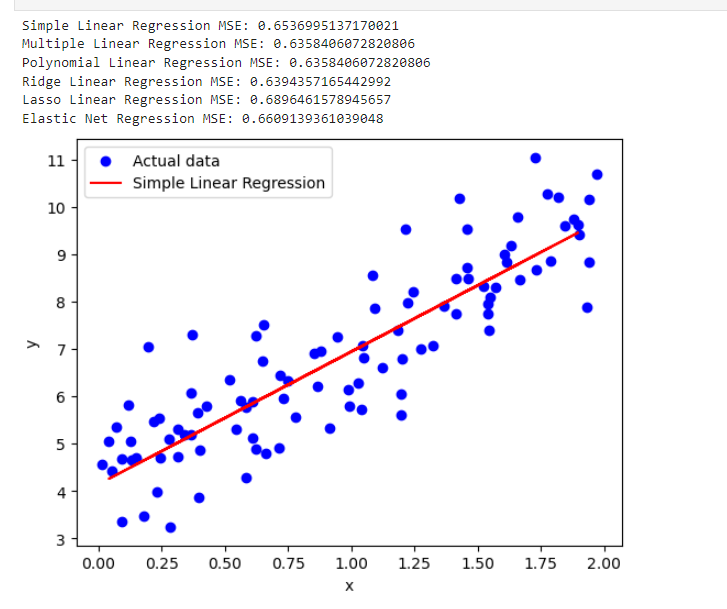 Simple Linear Regression MSE: 0.6536995137170021
Multiple Linear Regression MSE: 0.6358406072820806
Polynomial Linear Regression MSE: 0.6358406072820806
Ridge Linear Regression MSE: 0.6394357165442992
Lasso Linear Regression MSE: 0.6896461578945657
Elastic Net Regression MSE: 0.6609139361039048
Actual data
Simple Linear Regression
11
10
9
8
7
6
5
4
3
y
0.00 0.25 0.50 0.75 1.00 1.25 1.50 1.75 2.00
x